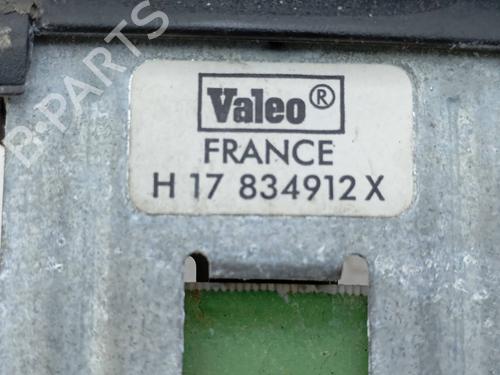 B-PARTS
Valeo®
FRANCE
H 17 834912 X